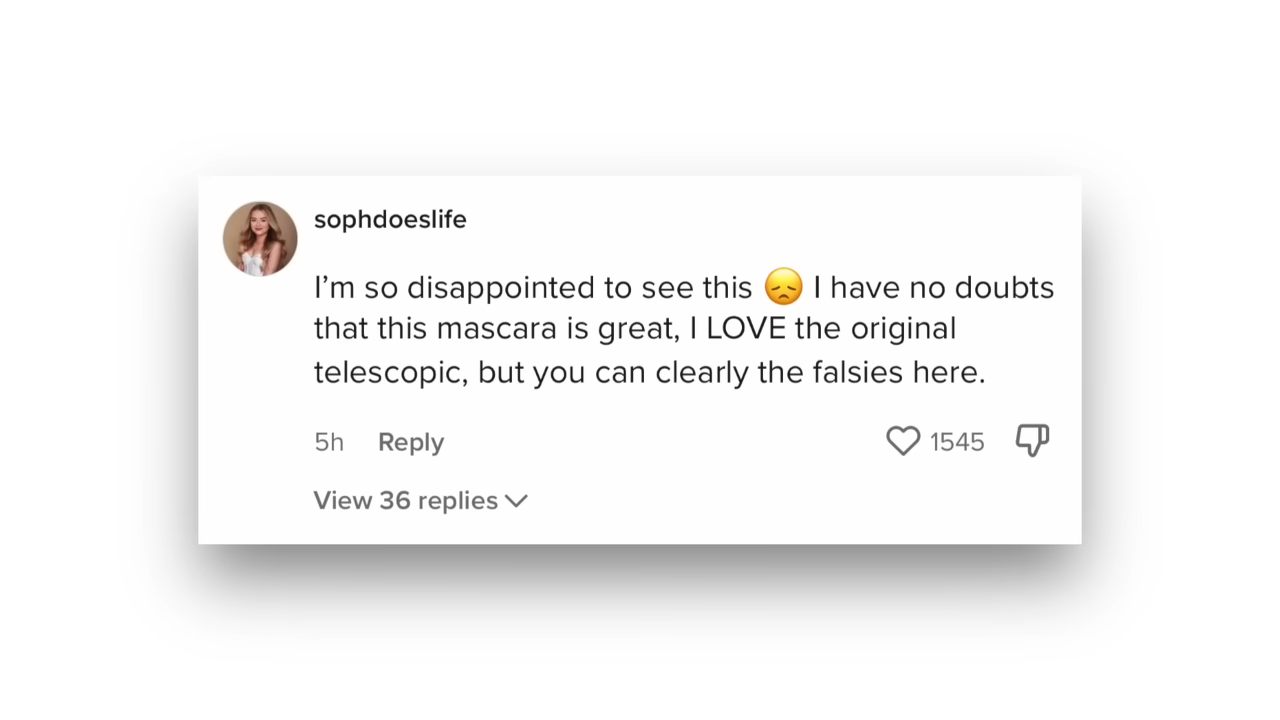 sophdoeslife
I’m so disappointed to see this 😞 I have no doubts
that this mascara is great, I LOVE the original
telescopic, but you can clearly the falsies here.
5h Reply 1545
View 36 replies